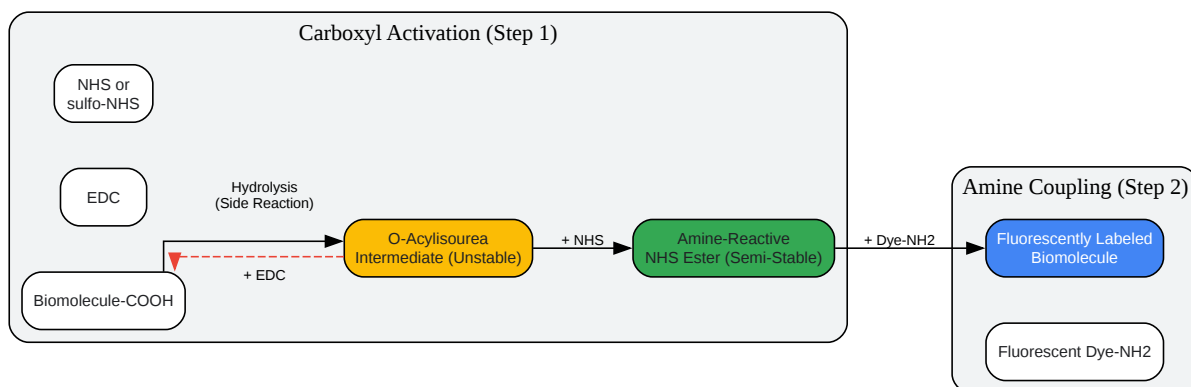 Carboxyl Activation (Step 1)
NHS or
sulfo-NHS
EDC
Hydrolysis
(Side Reaction)
+ EDC
Biomolecule-COOH
O-Acylisourea
Intermediate (Unstable)
+ NHS
Amine-Reactive
NHS Ester (Semi-Stable)
+ Dye-NH2
Amine Coupling (Step 2)
Fluorescently Labeled
Biomolecule
Fluorescent Dye-NH2